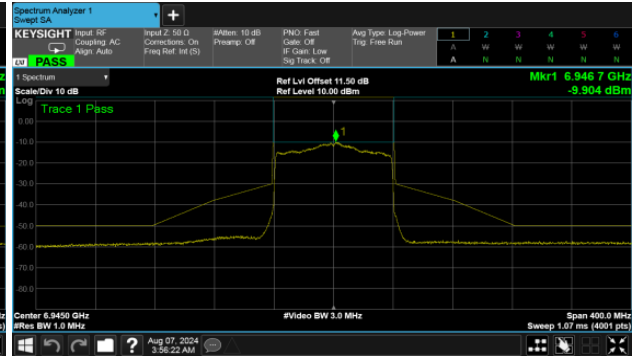 Spectrum Analyzer 1
Swept SA
+
KEYSIGHT Input: RF Input Z: 50 Ω #Atten: 10 dB PNO: Fast Avg Type: Log-Power 1 2 3 4 5 6
Coupling: AC Corrections: On Preamp: Off Gate: Off Trig: Free Run A W W W W W
Align: Auto Freq Ref: Int (S) IF Gain: Low
LXI PASS Sig Track: Off A N N N N N
1 Spectrum Ref Lvl Offset 11.50 dB Mkr1 6.946 7 GHz
Scale/Div 10 dB Ref Level 10.00 dBm -9.904 dBm
Log
Trace 1 Pass
0.00
1
-10.0
-20.0
-30.0
-40.0
-50.0
-60.0
-70.0
-80.0
Center 6.9450 GHz #Video BW 3.0 MHz Span 400.0 MHz
#Res BW 1.0 MHz Sweep 1.07 ms (4001 pts)
? Aug 07, 2024
3:56:22 AM